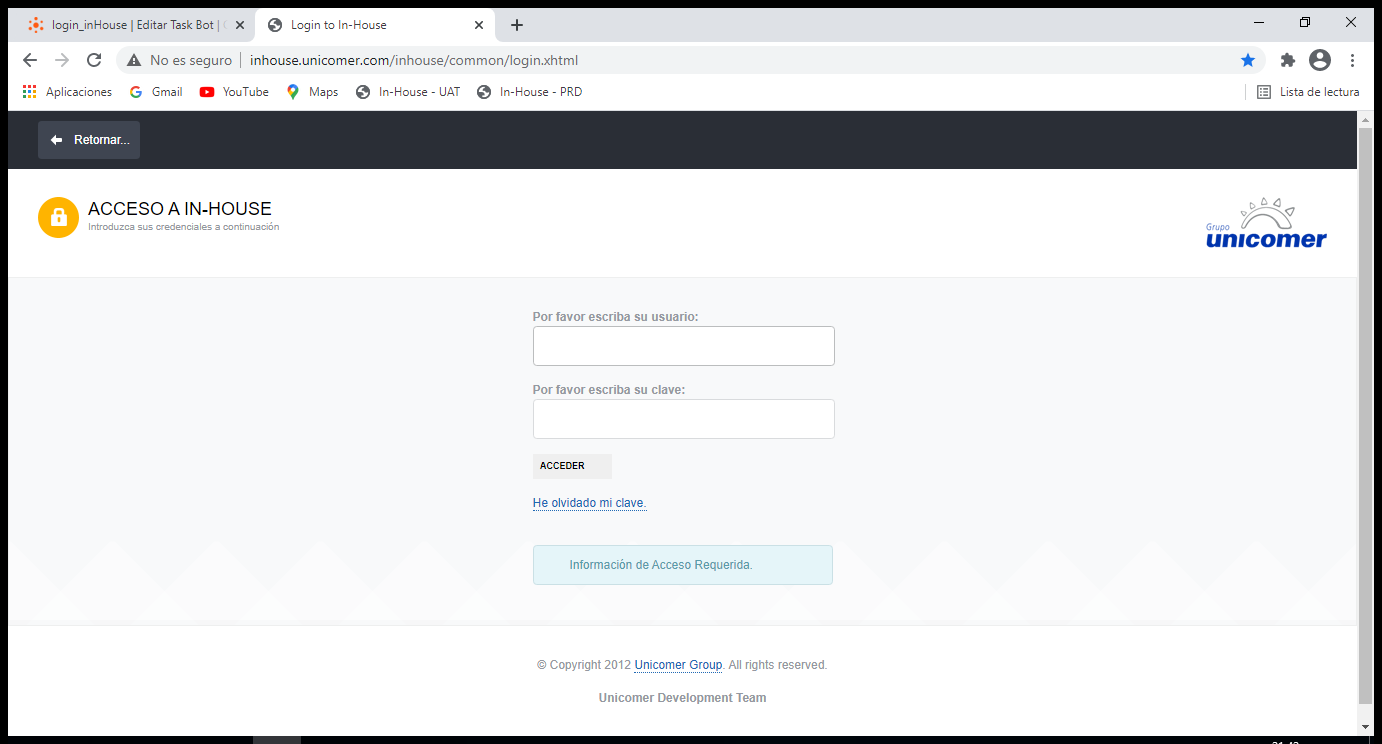 login_inHouse | Editar Task Bot |
Login to In-House
No es seguro | inhouse.unicomer.com/inhouse/common/login.xhtml
Aplicaciones Gmail YouTube Maps In-House - UAT In-House - PRD Lista de lectura
Retornar...
ACCESO A IN-HOUSE
Introduzca sus credenciales a continuación
Grupo
unicomer
Por favor escriba su usuario:
Por favor escriba su clave:
ACCEDER
He olvidado mi clave.
Información de Acceso Requerida.
© Copyright 2012 Unicomer Group. All rights reserved.
Unicomer Development Team